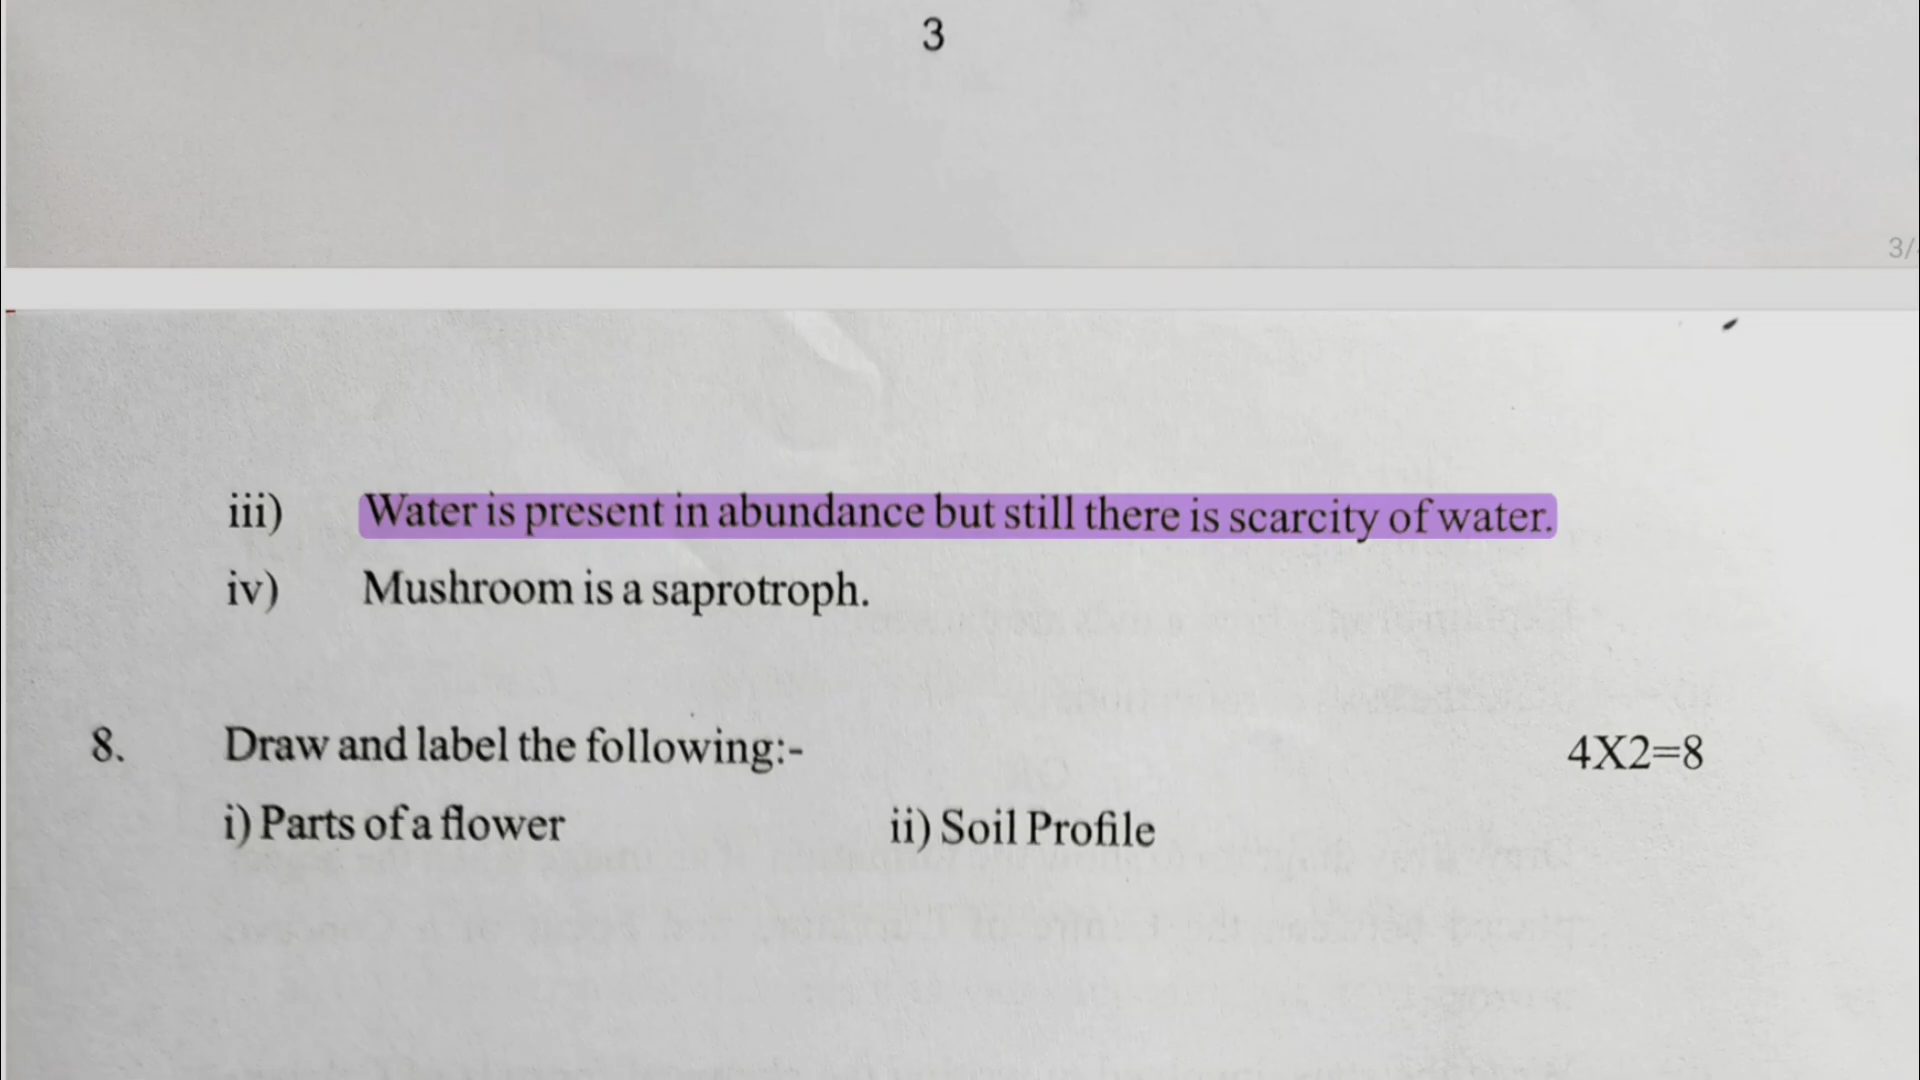 3
3/
iii) Water is present in abundance but still there is scarcity of water.
iv) Mushroom is a saprotroph.
8. Draw and label the following:- 4X2=8
i) Parts of a flower ii) Soil Profile